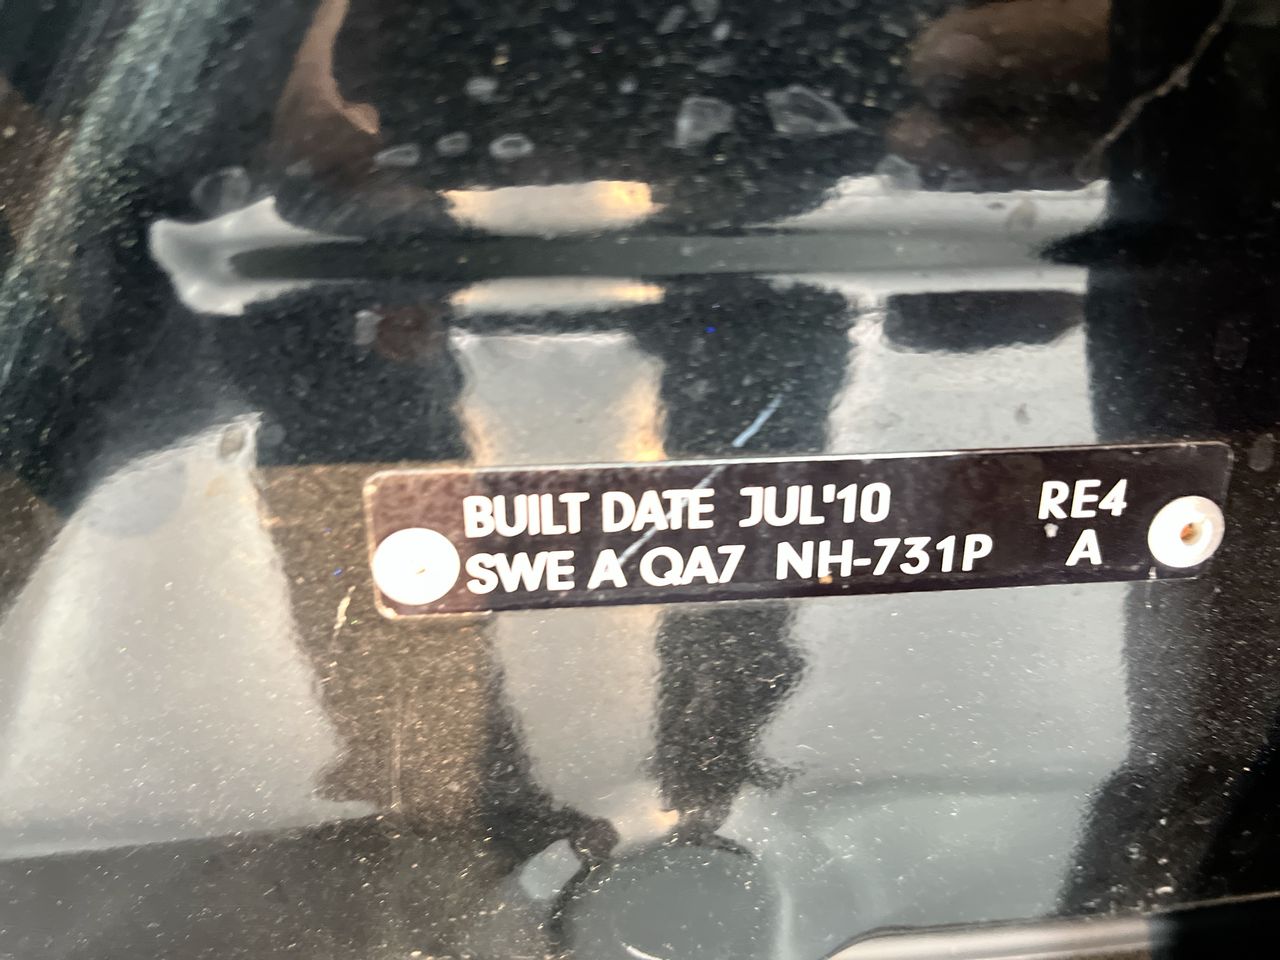 BUILT DATE JUL'10 RE4
SWE A QA7 NH-731P A